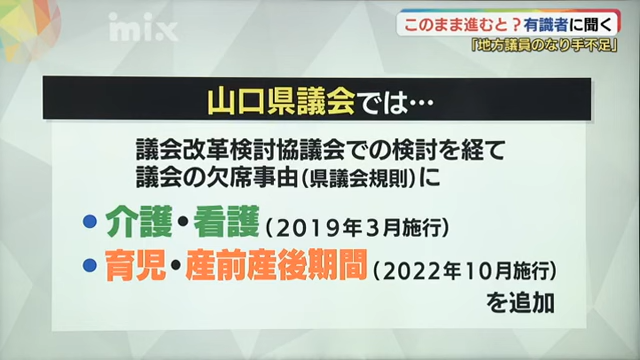 imix
このまま進むと?有識者に聞く
「地方議員のなり手不足」
山口県議会では…
議会改革検討協議会での検討を経て
議会の欠席事由(県議会規則)に
●介護・看護(2019年3月施行)
●育児・産前産後期間(2022年10月施行)
を追加